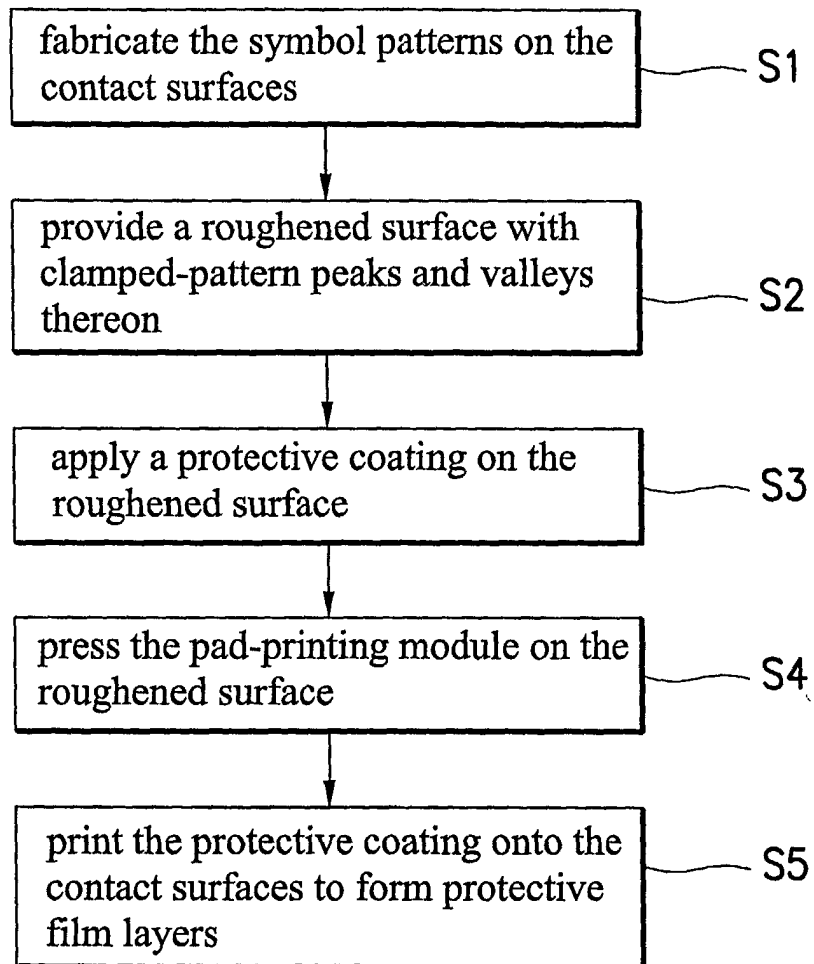 fabricate the symbol patterns on the
contact surfaces
S1
provide a roughened surface with
clamped-pattern peaks and valleys
thereon
S2
apply a protective coating on the
roughened surface
S3
press the pad-printing module on the
roughened surface
S4
print the protective coating onto the
contact surfaces to form protective
film layers
S5